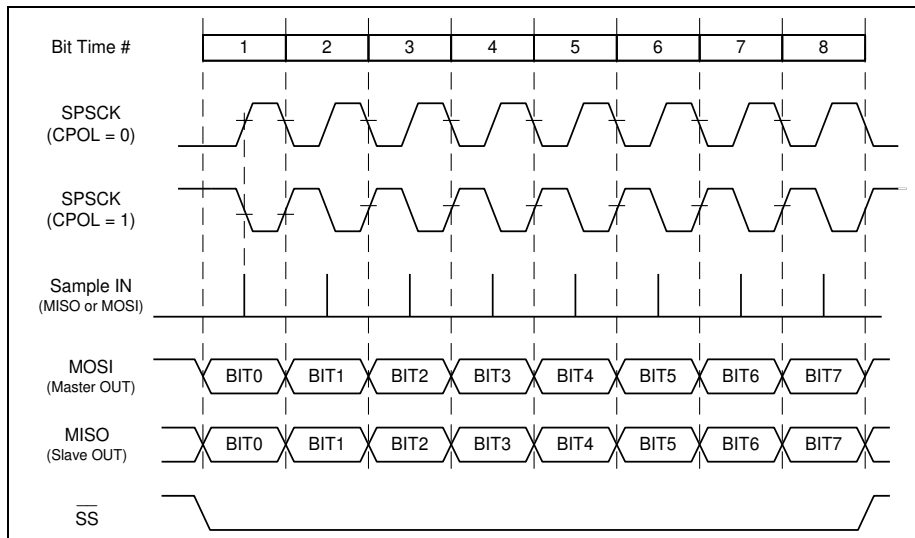 Bit Time # 1 2 3 4 5 6 7 8
SPSCK
(CPOL = 0)
SPSCK
(CPOL = 1)
Sample IN
(MISO or MOSI)
MOSI
(Master OUT)
BIT0 BIT1 BIT2 BIT3 BIT4 BIT5 BIT6 BIT7
MISO
(Slave OUT)
BIT0 BIT1 BIT2 BIT3 BIT4 BIT5 BIT6 BIT7
S̅S̅